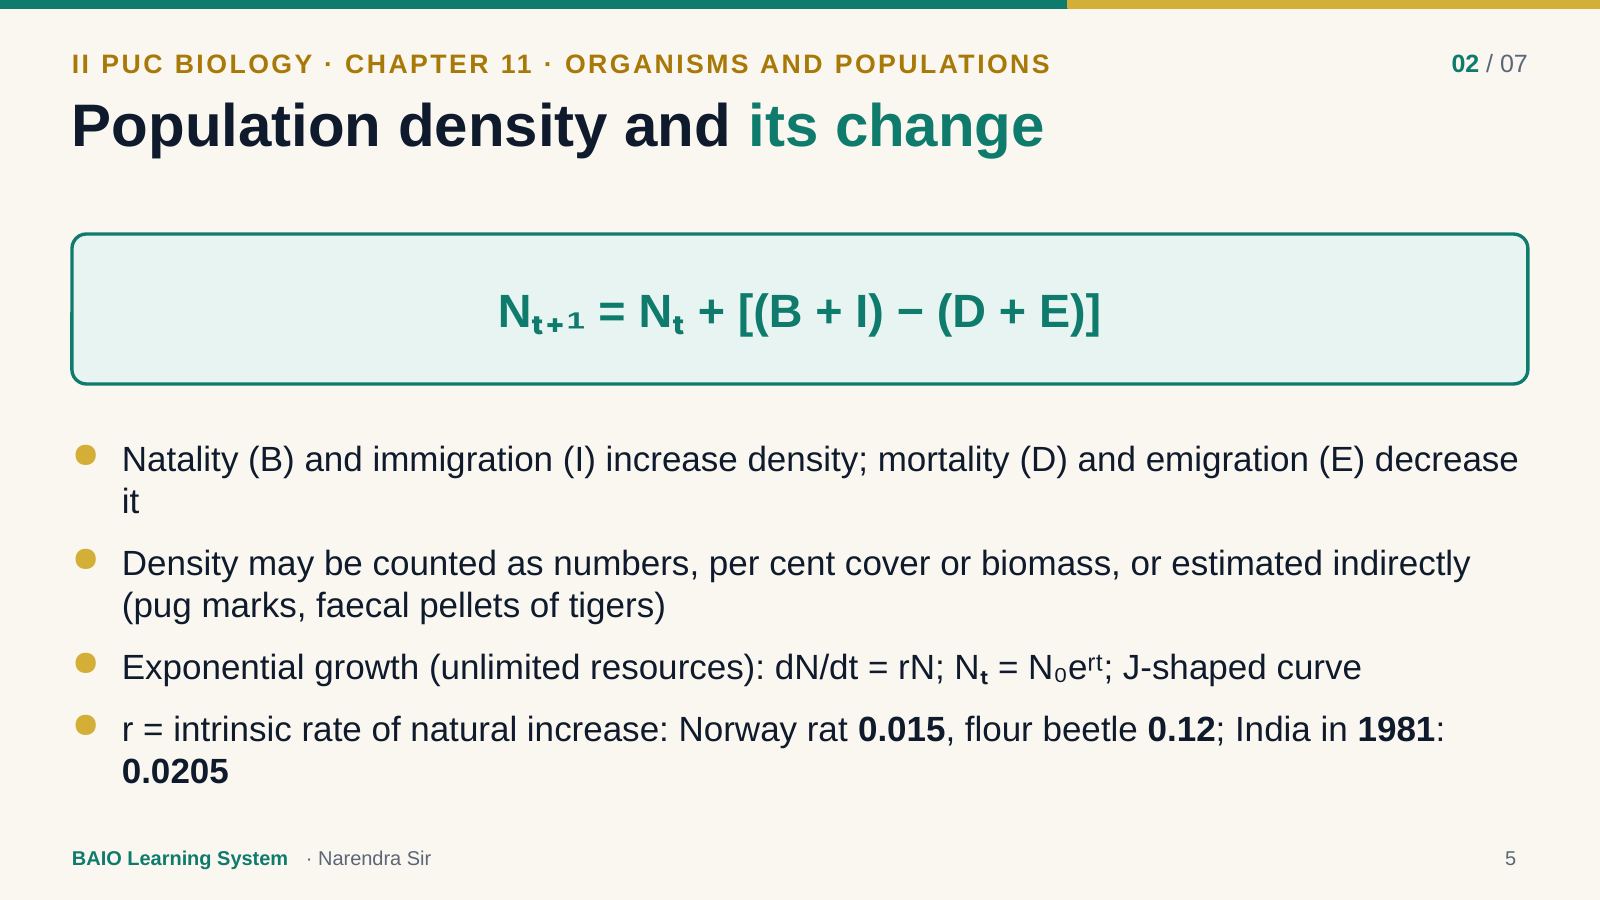 II PUC BIOLOGY · CHAPTER 11 · ORGANISMS AND POPULATIONS
02 / 07
Population density and its change
Nₜ₊₁ = Nₜ + [(B + I) − (D + E)]
Natality (B) and immigration (I) increase density; mortality (D) and emigration (E) decrease
it
Density may be counted as numbers, per cent cover or biomass, or estimated indirectly
(pug marks, faecal pellets of tigers)
Exponential growth (unlimited resources): dN/dt = rN; Nₜ = N₀eʳᵗ; J-shaped curve
r = intrinsic rate of natural increase: Norway rat 0.015, flour beetle 0.12; India in 1981:
0.0205
BAIO Learning System · Narendra Sir
5